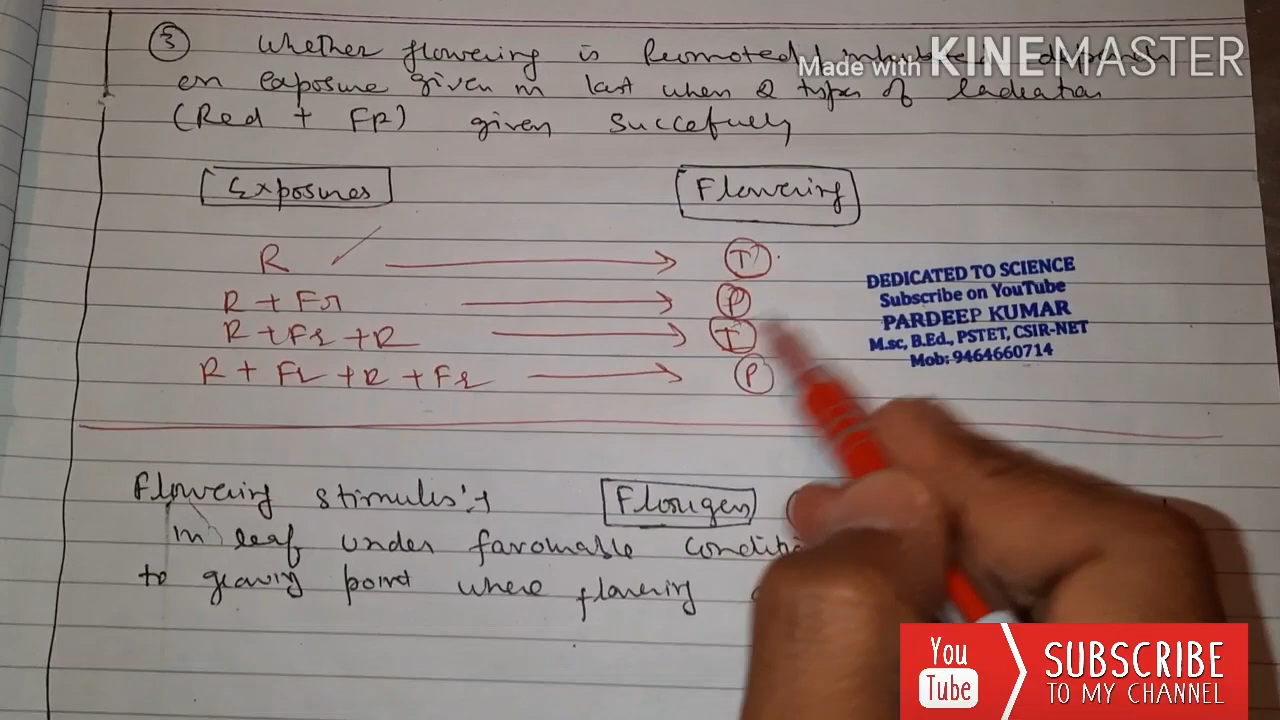 ③ Whether flowering is Promoted /
Made with KINEMASTER
on exposure given in last when 2 types of Radiation
(Red + FR) given succefuely
Exposures Flowering
R → I
R + Fr → P
R + Fr + R → I
R + Fr + R + Fr → P
DEDICATED TO SCIENCE
Subscribe on YouTube
PARDEEP KUMAR
M.sc, B.Ed., PSTET, CSIR-NET
Mob: 9464660714
Flowering stimulis:- Florigen
in leaf under favourable
to growing point where flowering
You Tube SUBSCRIBE
TO MY CHANNEL